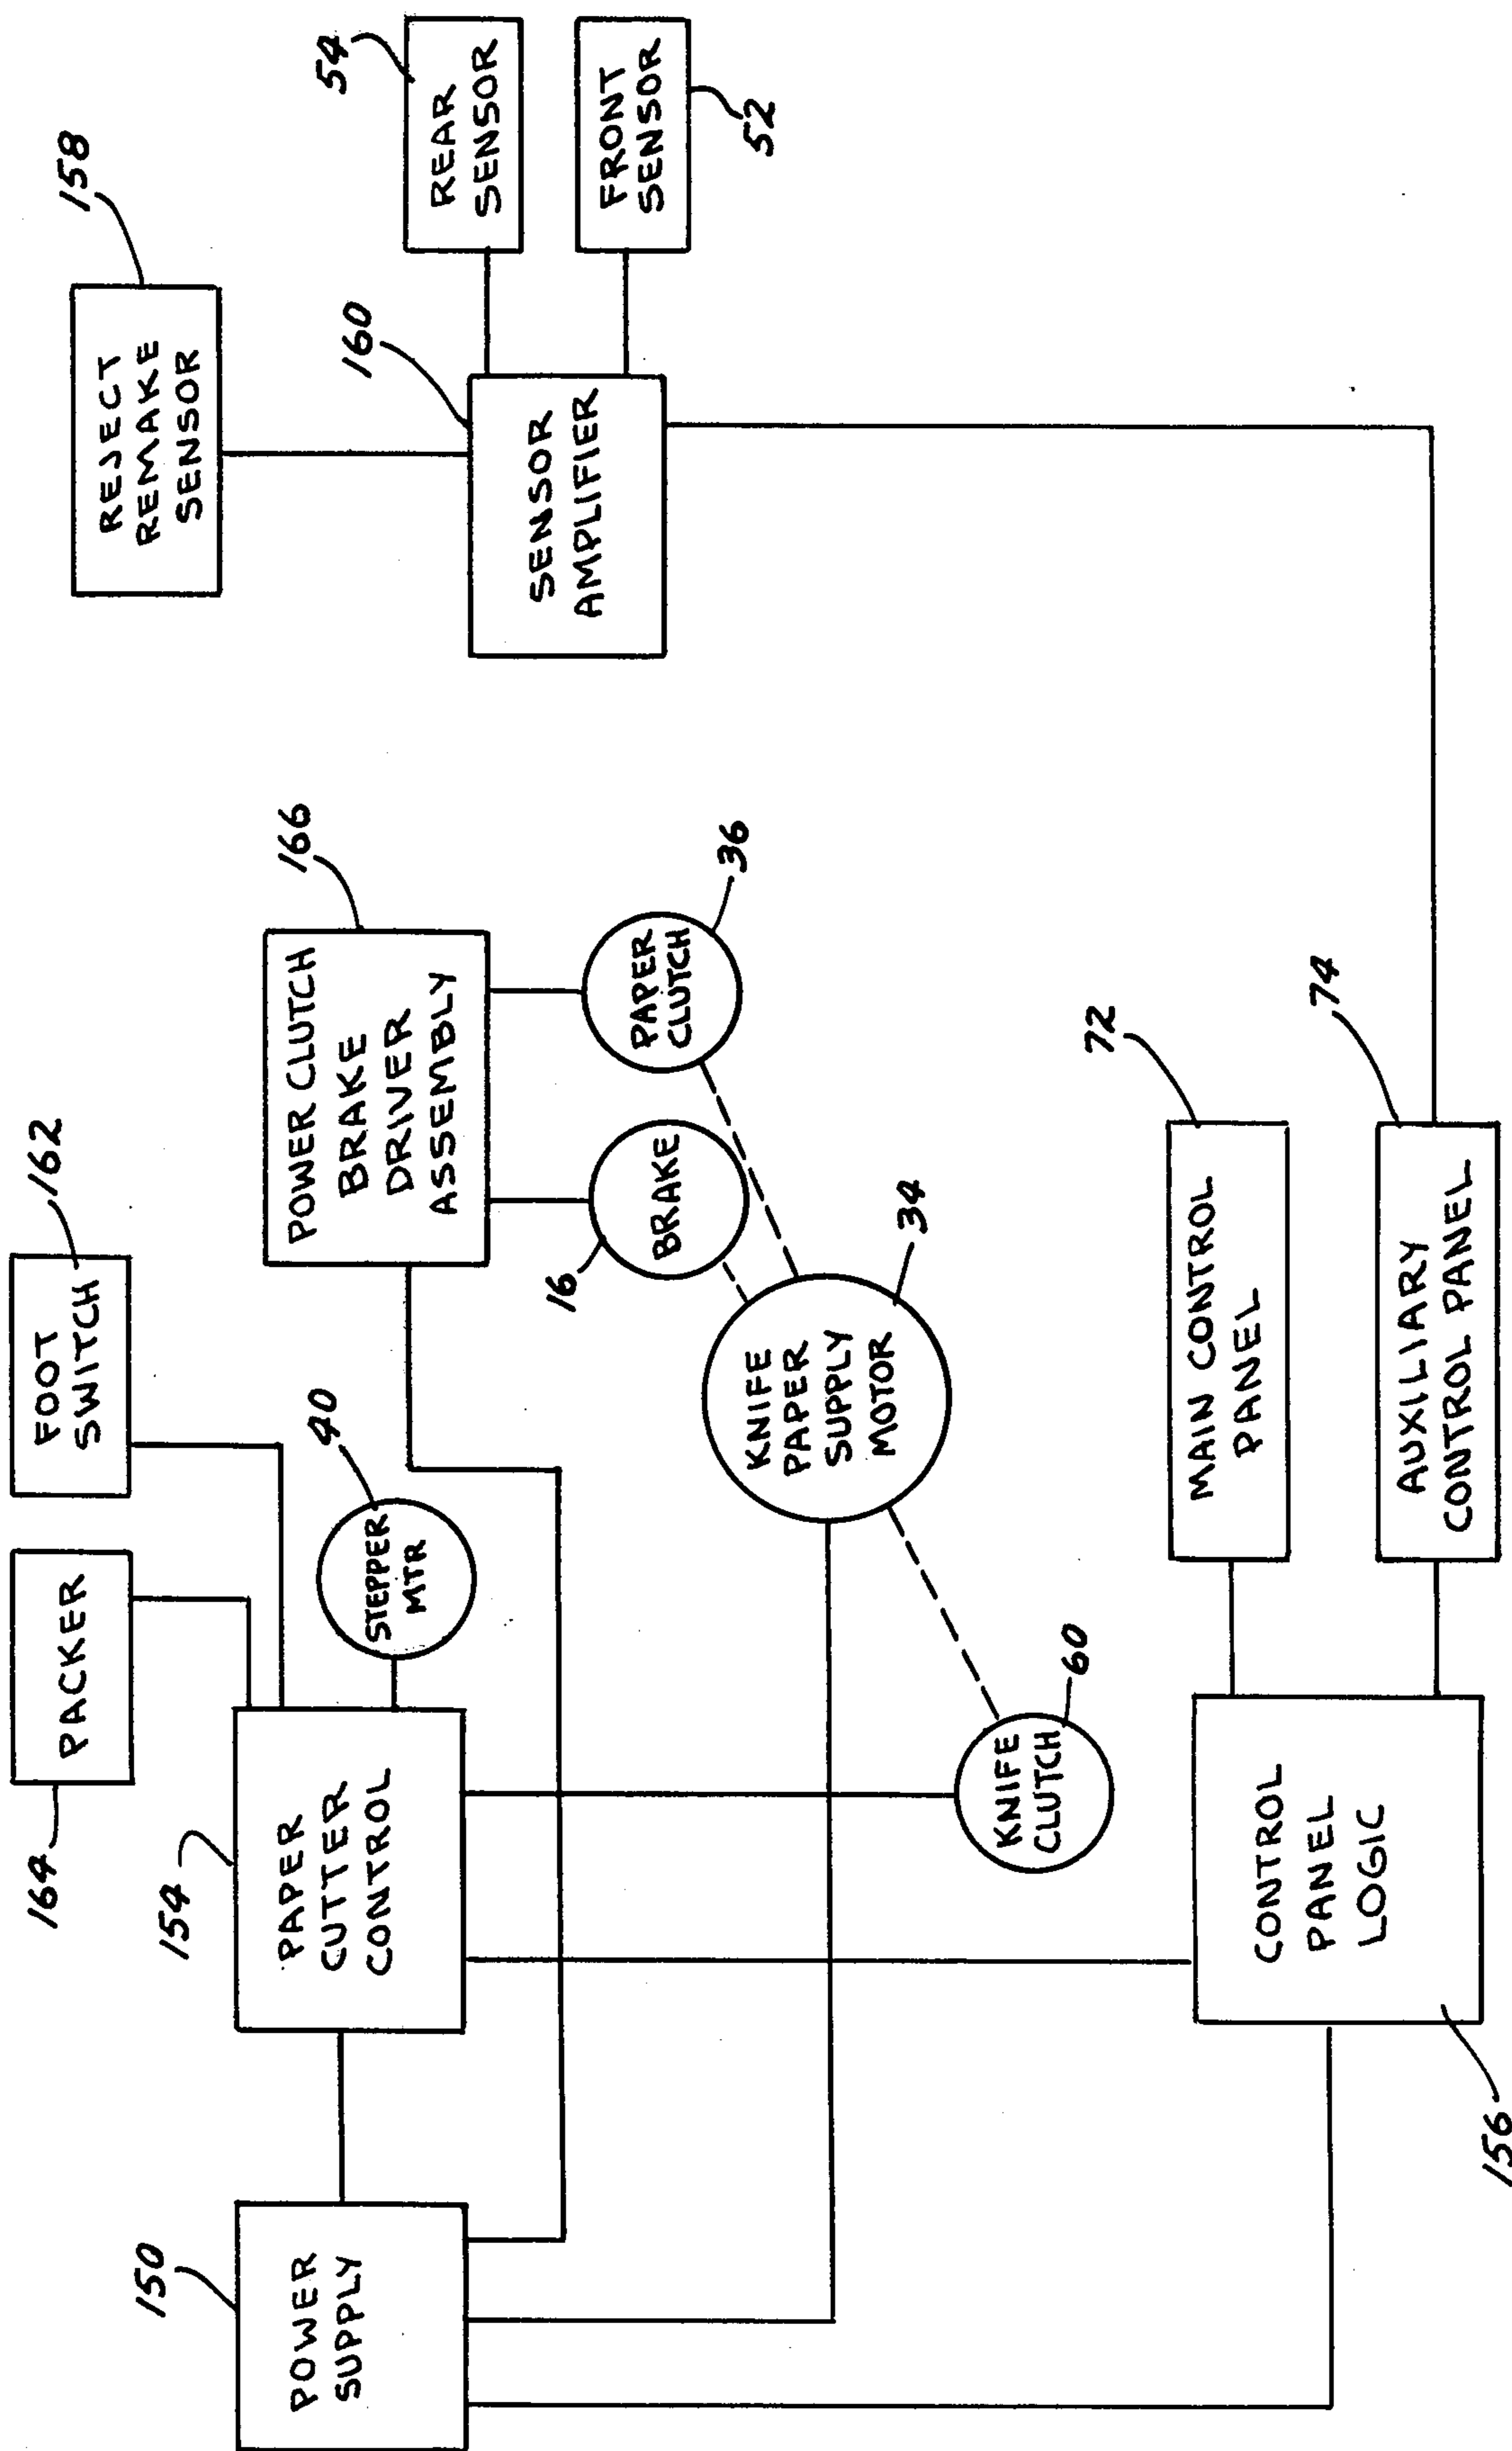 164
PACKER
FOOT
SWITCH
162
REJECT
REMAKE
SENSOR
158
150
POWER
SUPPLY
154
PAPER
CUTTER
CONTROL
STEPPER
MTR
40
POWER CLUTCH
BRAKE
DRIVER
ASSEMBLY
166
160
SENSOR
AMPLIFIER
REAR
SENSOR
54
FRONT
SENSOR
52
16
BRAKE
PAPER
CLUTCH
36
KNIFE
PAPER
SUPPLY
MOTOR
34
KNIFE
CLUTCH
60
CONTROL
PANEL
LOGIC
156
MAIN CONTROL
PANEL
72
AUXILIARY
CONTROL PANEL
74